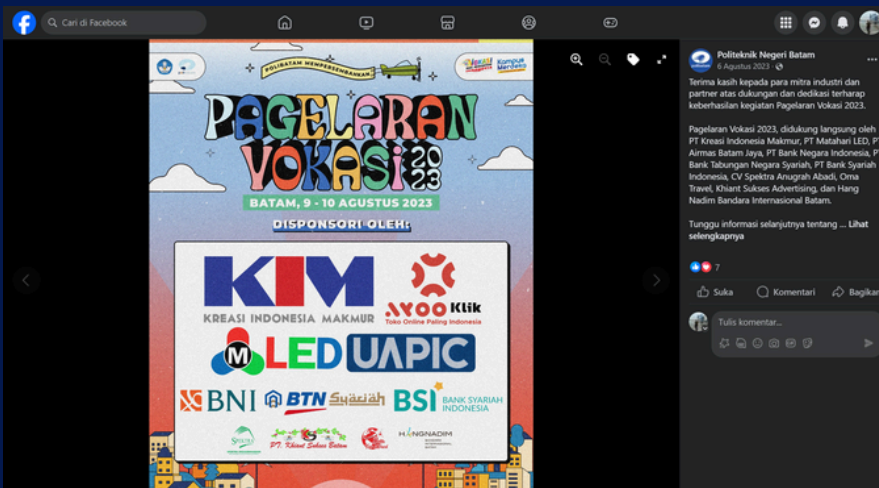 Cari di Facebook
POLIBATAM MEMPERSEMBAHKAN
Kampus
Merdeka
PAGELARAN
VOKASI 2023
BATAM, 9 - 10 AGUSTUS 2023
DISPONSORI OLEH:
KIM
KREASI INDONESIA MAKMUR
AYOO Klik
Toko Online Paling Indonesia
M LED UAPIC
BNI BTN Syariah BSI BANK SYARIAH
INDONESIA
PT. Khiant Sukses Batam
HANGNADIM
Politeknik Negeri Batam
6 Agustus 2023
Terima kasih kepada para mitra industri dan
partner atas dukungan dan dedikasi terharap
keberhasilan kegiatan Pagelaran Vokasi 2023.
Pagelaran Vokasi 2023, didukung langsung oleh
PT Kreasi Indonesia Makmur, PT Matahari LED, PT
Airmas Batam Jaya, PT Bank Negara Indonesia, PT
Bank Tabungan Negara Syariah, PT Bank Syariah
Indonesia, CV Spektra Anugrah Abadi, Oma
Travel, Khiant Sukses Advertising, dan Hang
Nadim Bandara Internasional Batam.
Tunggu informasi selanjutnya tentang ... Lihat
selengkapnya
7
Suka Komentari Bagikan
Tulis komentar...